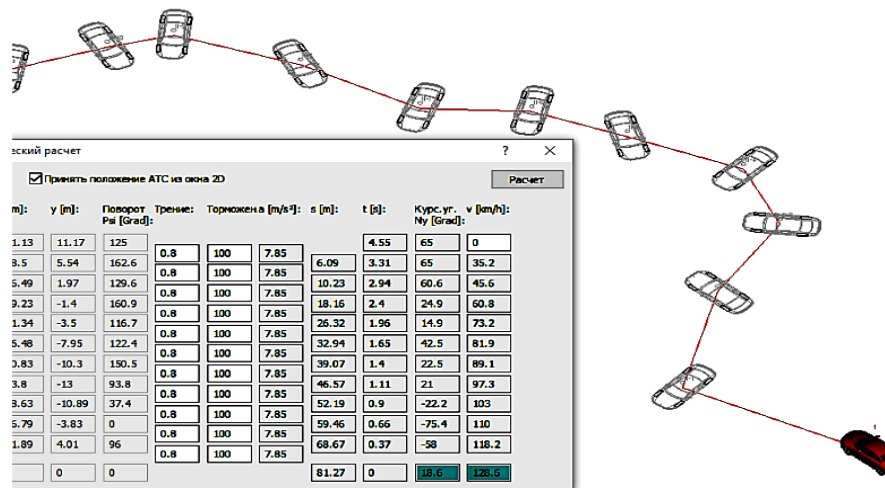 еский расчет ? ×
Принять положение АТС из окна 2D Расчет
m]: y [m]: Поворот Psi [Grad]: Трение: Торможен a [m/s²]: s [m]: t [s]: Курс.уг. Ny [Grad]: v [km/h]:
1.13 11.17 125 4.55 65 0
0.8 100 7.85
.5 5.54 162.6 6.09 3.31 65 35.2
0.8 100 7.85
.49 1.97 129.6 10.23 2.94 60.6 45.6
0.8 100 7.85
.23 -1.4 160.9 18.16 2.4 24.9 60.8
0.8 100 7.85
.34 -3.5 116.7 26.32 1.96 14.9 73.2
0.8 100 7.85
.48 -7.95 122.4 32.94 1.65 42.5 81.9
0.8 100 7.85
.83 -10.3 150.5 39.07 1.4 22.5 89.1
0.8 100 7.85
.8 -13 93.8 46.57 1.11 21 97.3
0.8 100 7.85
.63 -10.89 37.4 52.19 0.9 -22.2 103
0.8 100 7.85
.79 -3.83 0 59.46 0.66 -75.4 110
0.8 100 7.85
1.89 4.01 96 68.67 0.37 -58 118.2
0.8 100 7.85
0 0 81.27 0 18.6 128.6